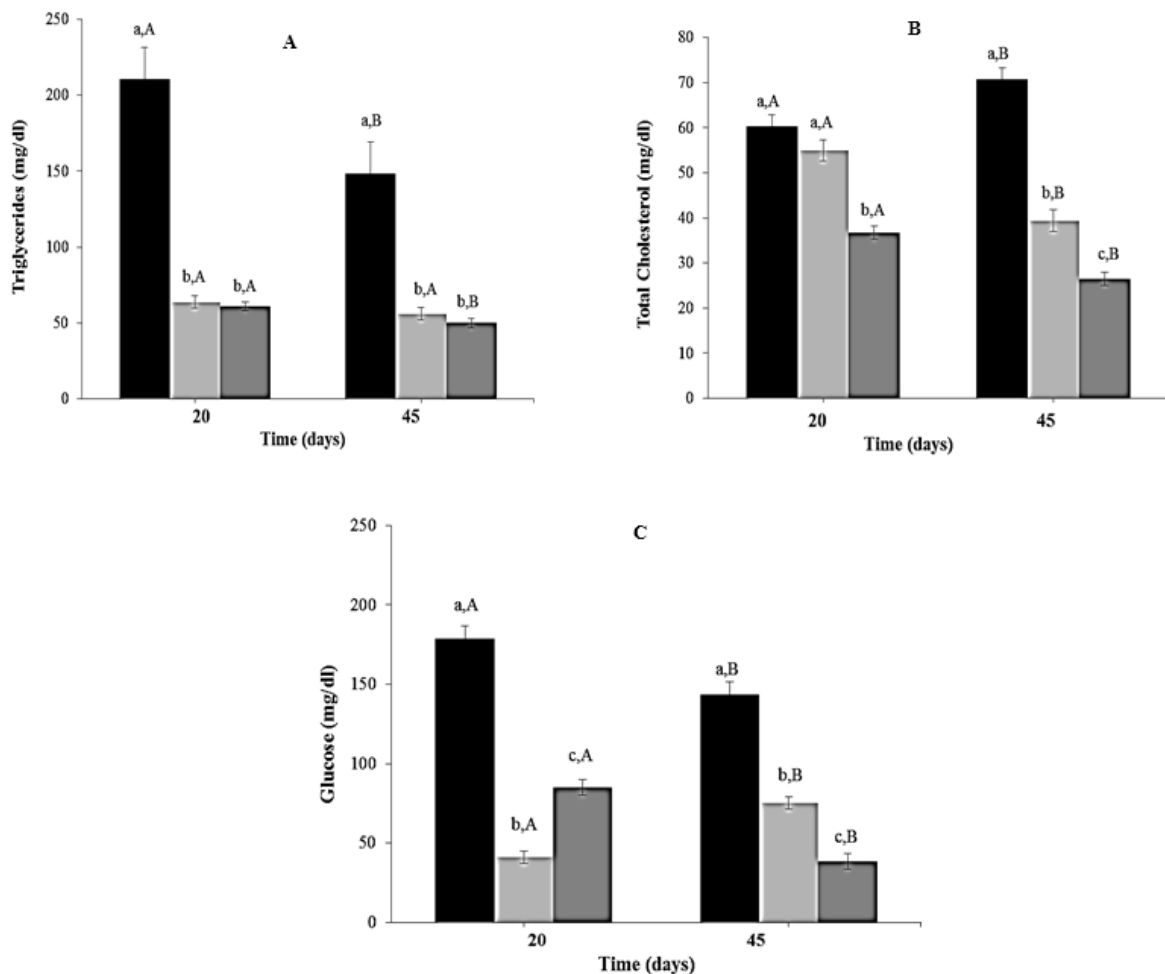 A
Triglycerides (mg/dl)
250
200
150
100
50
0
a,A
b,A
b,A
a,B
b,A
b,B
20
45
Time (days)
B
Total Cholesterol (mg/dl)
80
70
60
50
40
30
20
10
0
a,A
a,A
b,A
a,B
b,B
c,B
20
45
Time (days)
C
Glucose (mg/dl)
250
200
150
100
50
0
a,A
b,A
c,A
a,B
b,B
c,B
20
45
Time (days)